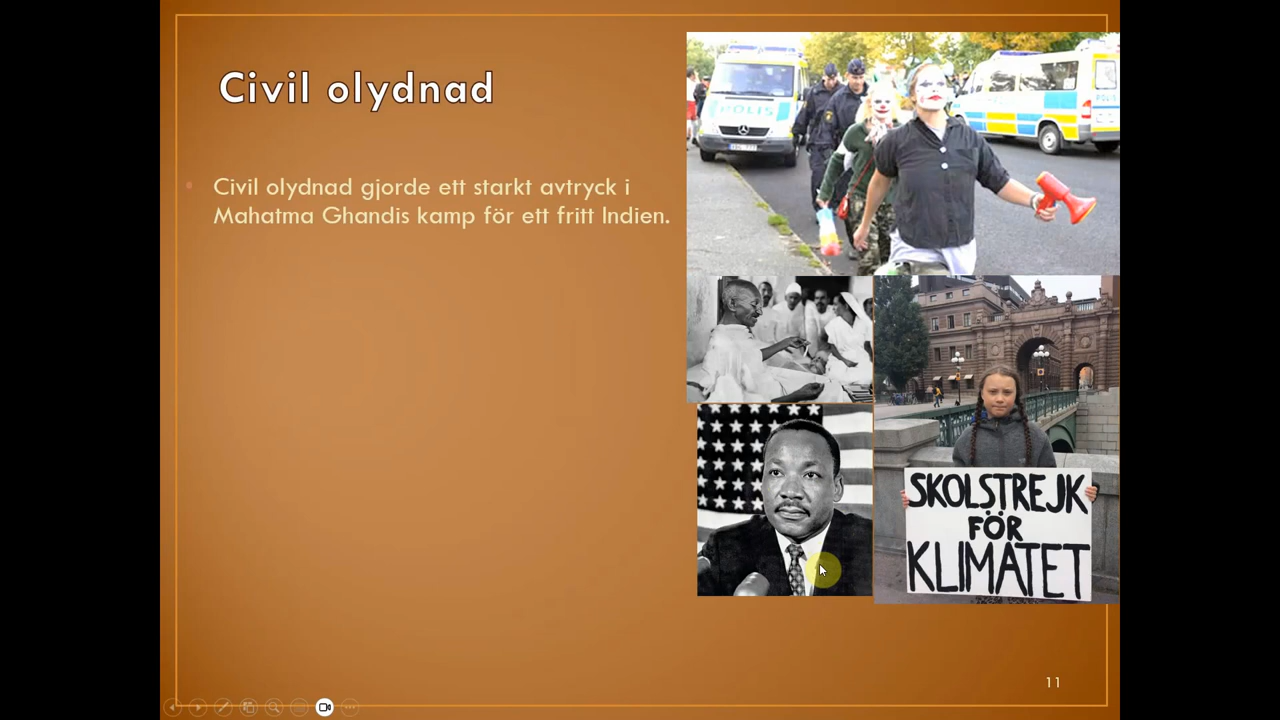 Civil olydnad
Civil olydnad gjorde ett starkt avtryck i
Mahatma Ghandis kamp för ett fritt Indien.
POLIS
POLIS
SKOLSTREJK
FÖR
KLIMATET
11